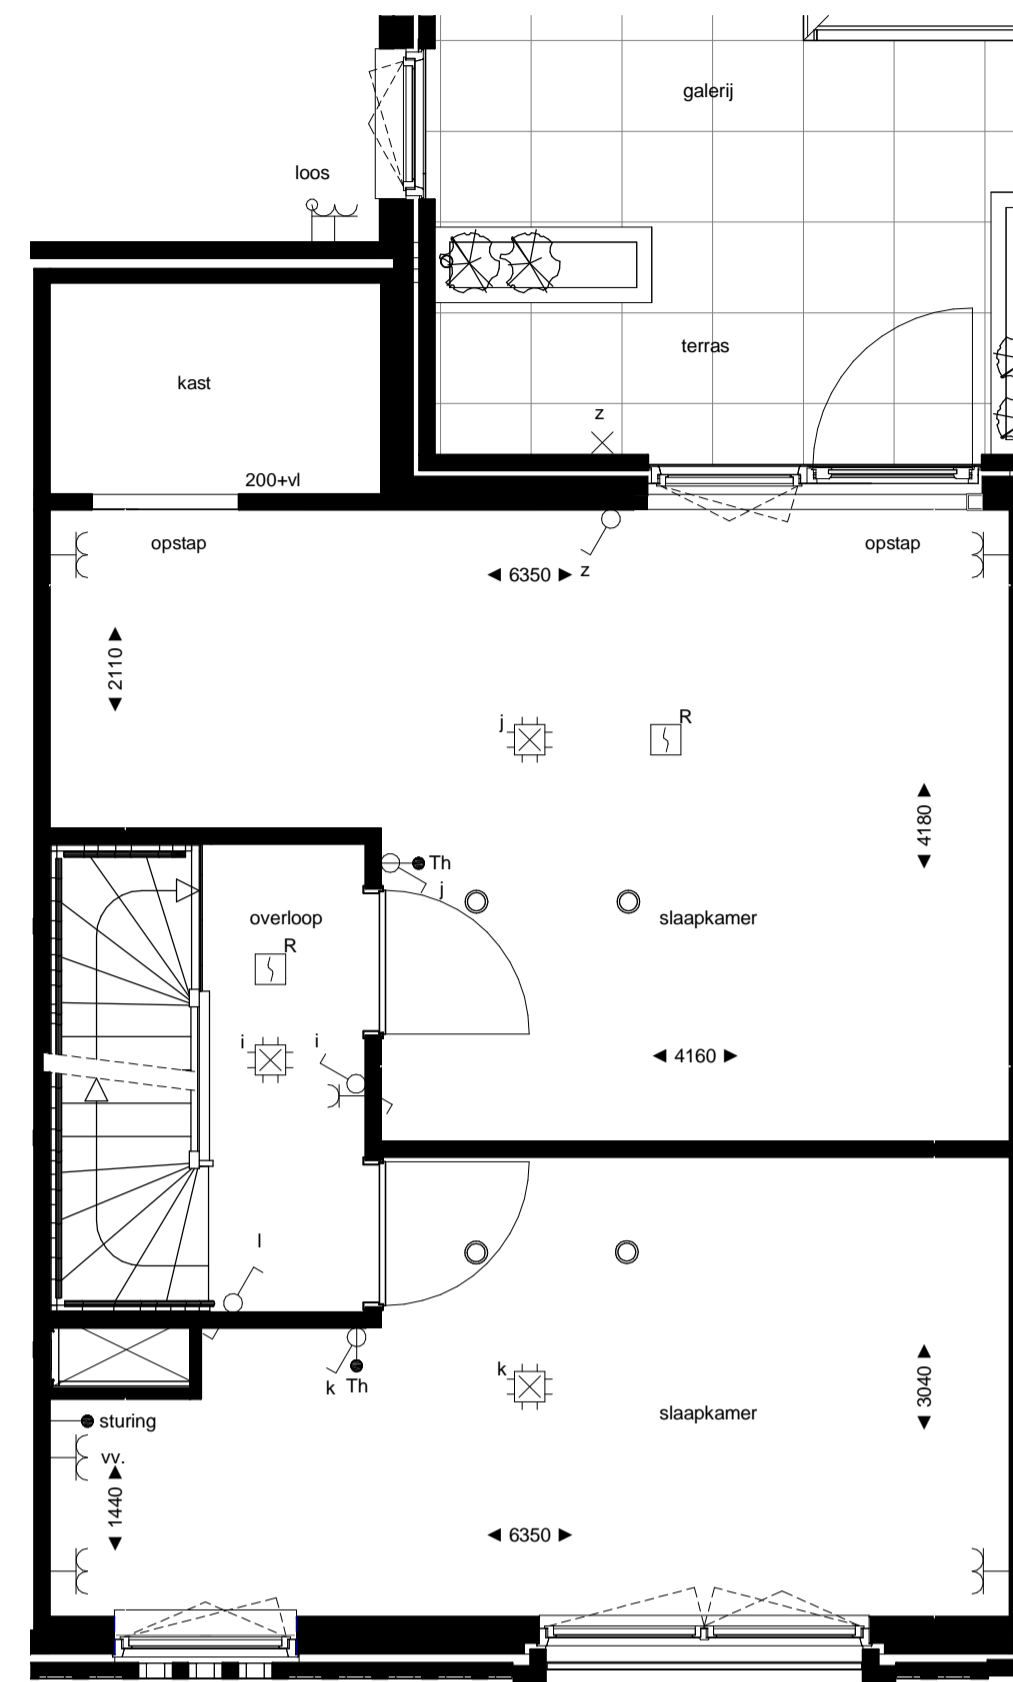 galerij
loos
terras
kast
z
200+vl
opstap
opstap
6350
z
2110
j
R
4180
Th
j
overloop
slaapkamer
R
i
i
4160
l
k
Th
k
3040
slaapkamer
sturing
vv.
1440
6350